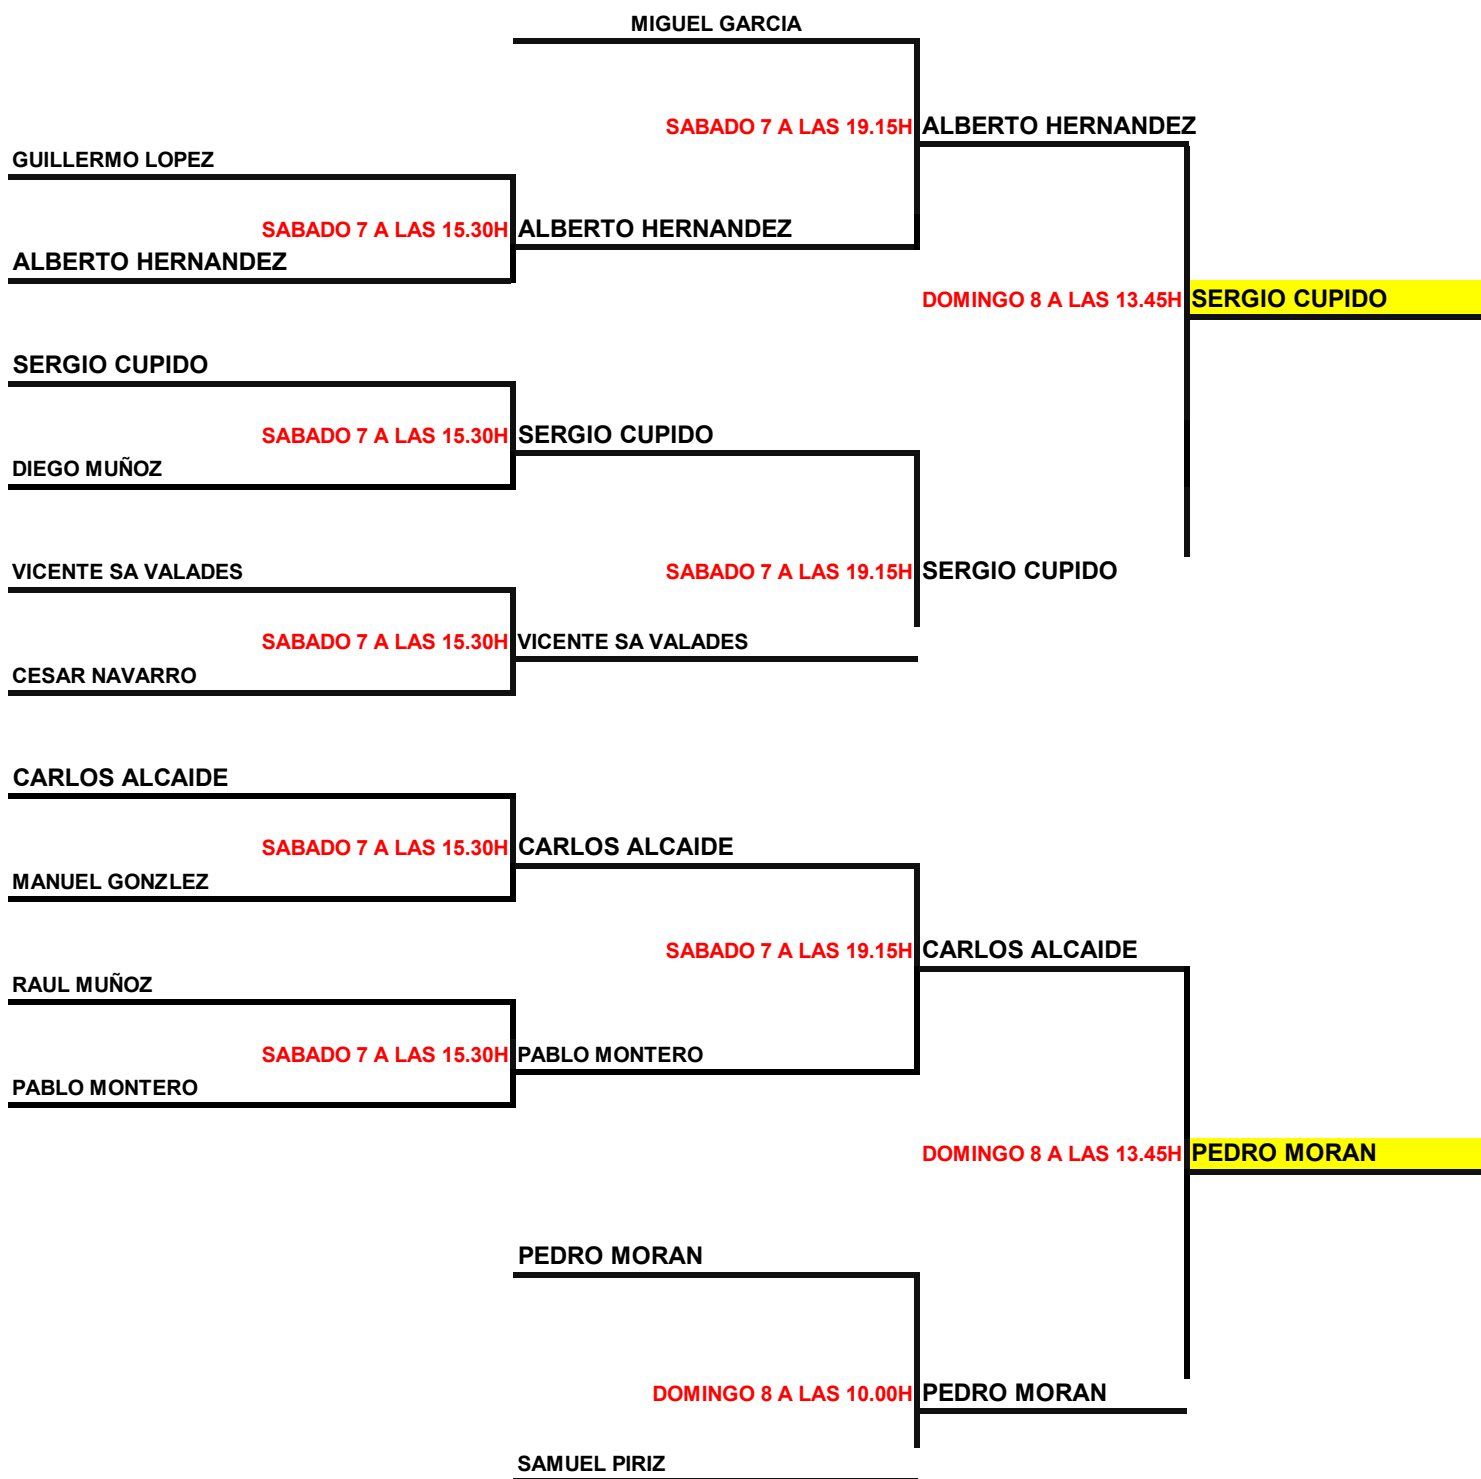 MIGUEL GARCIA
SABADO 7 A LAS 19.15H ALBERTO HERNANDEZ
GUILLERMO LOPEZ
SABADO 7 A LAS 15.30H ALBERTO HERNANDEZ
ALBERTO HERNANDEZ
DOMINGO 8 A LAS 13.45H SERGIO CUPIDO
SERGIO CUPIDO
SABADO 7 A LAS 15.30H SERGIO CUPIDO
DIEGO MUÑOZ
VICENTE SA VALADES
SABADO 7 A LAS 19.15H SERGIO CUPIDO
SABADO 7 A LAS 15.30H VICENTE SA VALADES
CESAR NAVARRO
CARLOS ALCAIDE
SABADO 7 A LAS 15.30H CARLOS ALCAIDE
MANUEL GONZLEZ
SABADO 7 A LAS 19.15H CARLOS ALCAIDE
RAUL MUÑOZ
SABADO 7 A LAS 15.30H PABLO MONTERO
PABLO MONTERO
DOMINGO 8 A LAS 13.45H PEDRO MORAN
PEDRO MORAN
DOMINGO 8 A LAS 10.00H PEDRO MORAN
SAMUEL PIRIZ